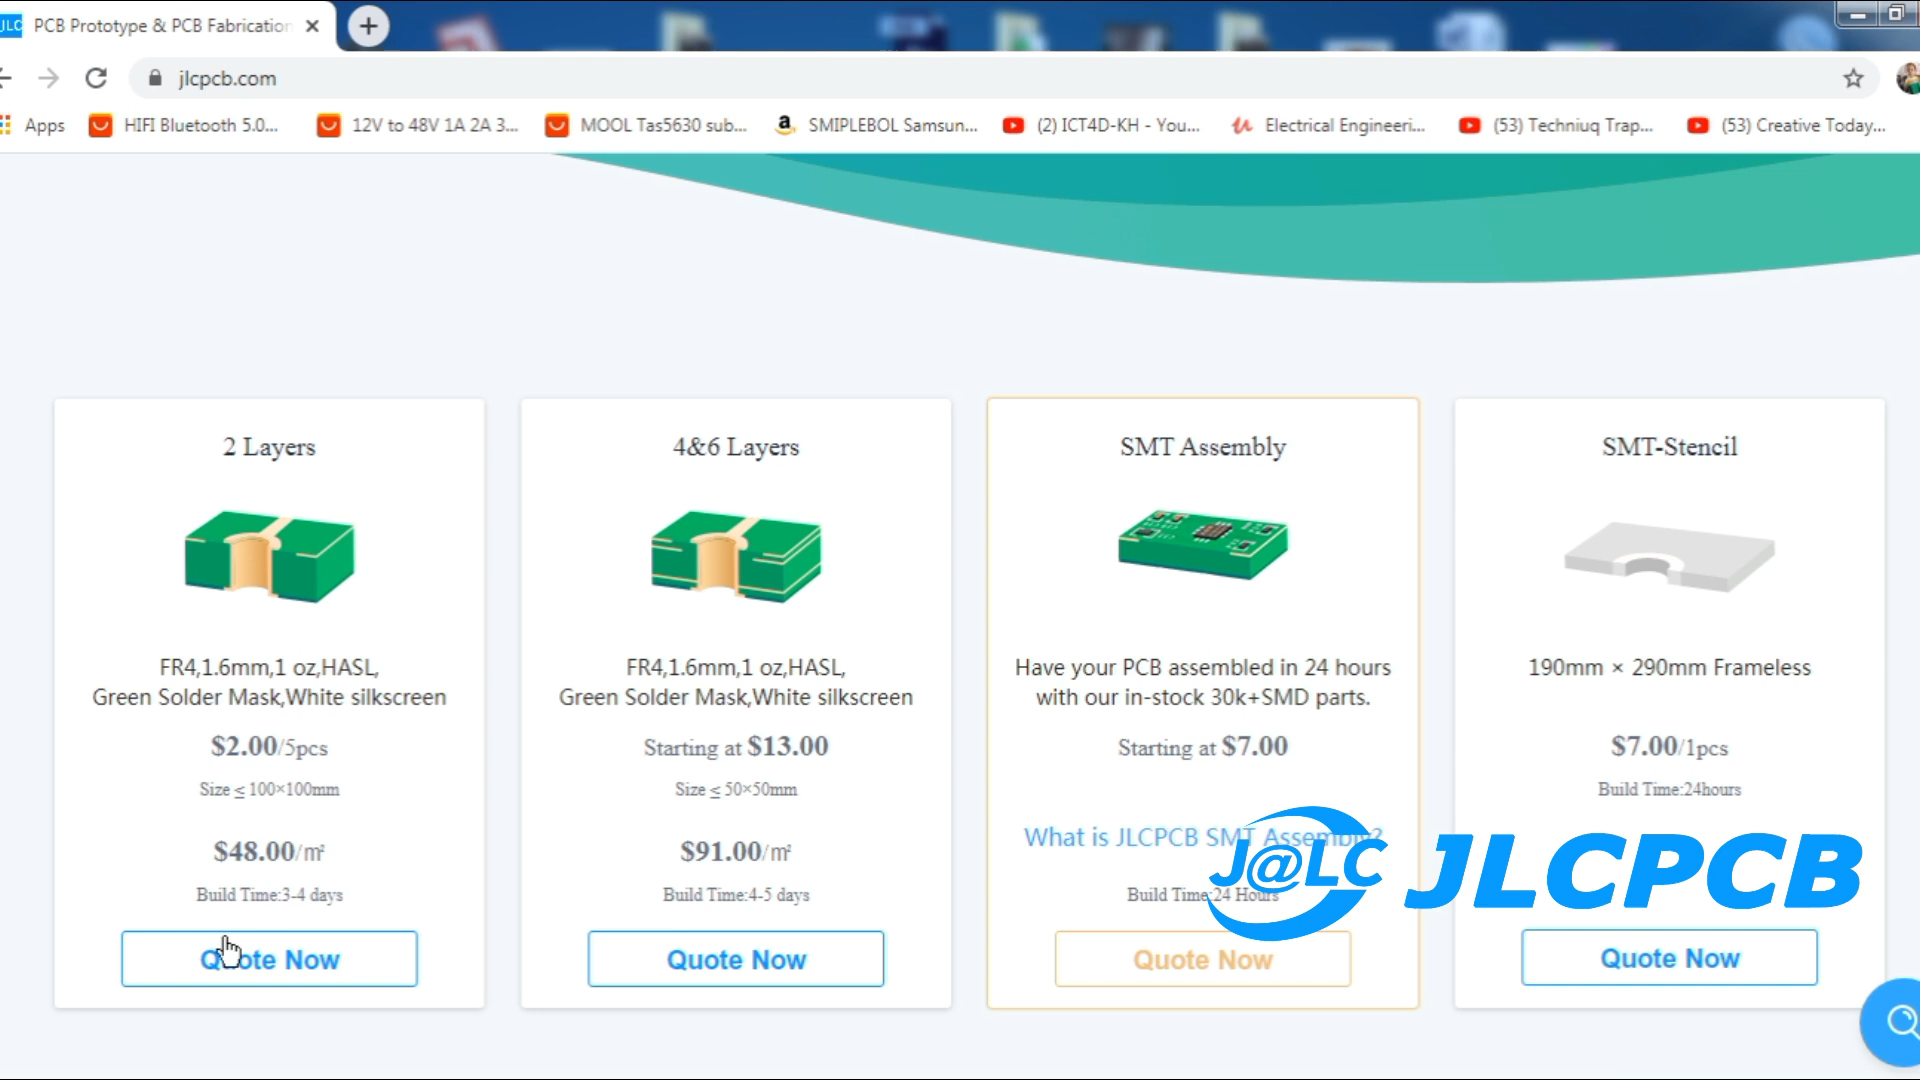 JLC PCB Prototype & PCB Fabrication
jlcpcb.com
Apps
HIFI Bluetooth 5.0...
12V to 48V 1A 2A 3...
MOOL Tas5630 sub...
SMIPLEBOL Samsun...
(2) ICT4D-KH - You...
Electrical Engineeri...
(53) Techniuq Trap...
(53) Creative Today...
2 Layers
FR4,1.6mm,1 oz,HASL,
Green Solder Mask,White silkscreen
$2.00/5pcs
Size ≤ 100×100mm
$48.00/㎡
Build Time:3-4 days
Quote Now
4&6 Layers
FR4,1.6mm,1 oz,HASL,
Green Solder Mask,White silkscreen
Starting at $13.00
Size ≤ 50×50mm
$91.00/㎡
Build Time:4-5 days
Quote Now
SMT Assembly
Have your PCB assembled in 24 hours
with our in-stock 30k+SMD parts.
Starting at $7.00
What is JLCPCB SMT Assembly?
Build Time:24 Hours
Quote Now
SMT-Stencil
190mm × 290mm Frameless
$7.00/1pcs
Build Time:24hours
Quote Now
J@LC JLCPCB